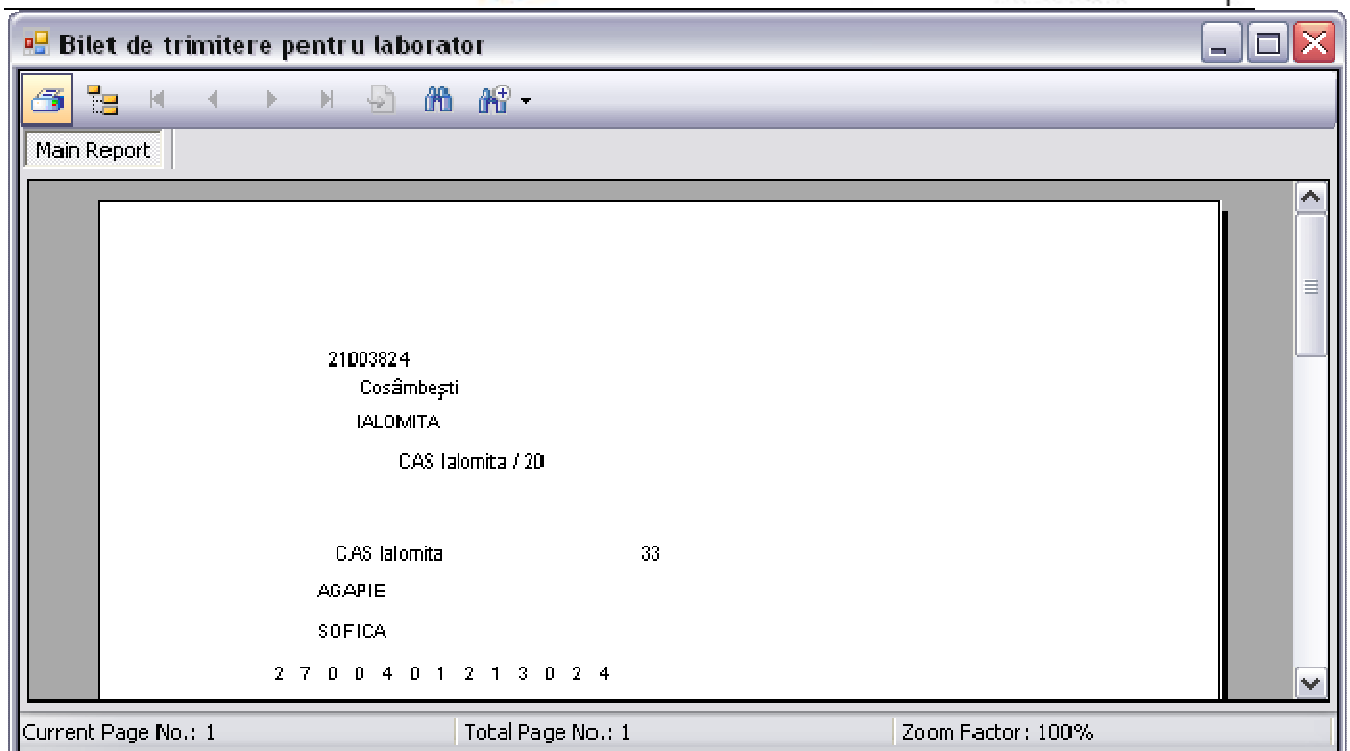 Bilet de trimitere pentru laborator
Main Report
21003824
Cosâmbeşti
IALOMITA
CAS Ialomita / 20
CAS Ialomita 33
AGAPIE
SOFICA
2 7 0 0 4 0 1 2 1 3 0 2 4
Current Page No.: 1 Total Page No.: 1 Zoom Factor: 100%